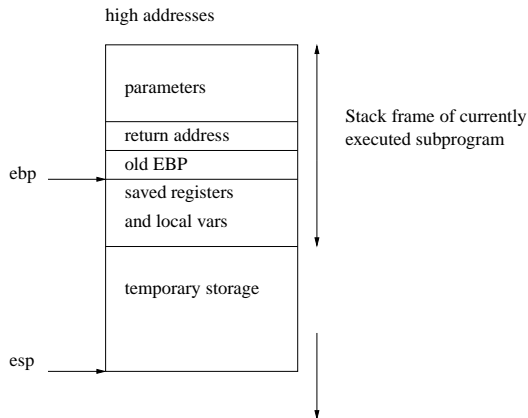 high addresses
parameters
Stack frame of currently
executed subprogram
return address
old EBP
ebp
saved registers
and local vars
temporary storage
esp